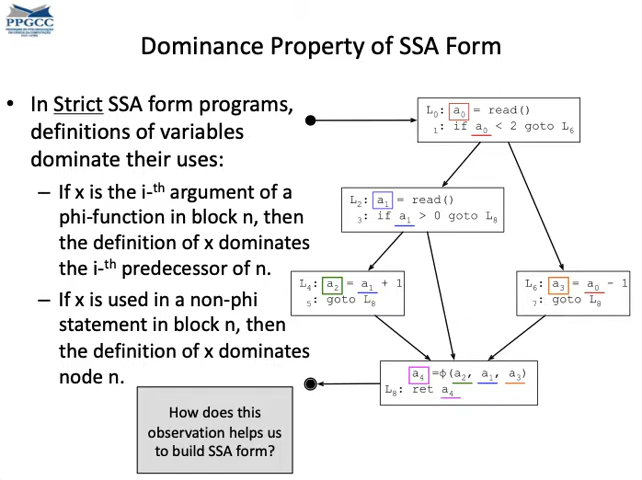 PPGCC
Dominance Property of SSA Form
• In Strict SSA form programs,
definitions of variables
dominate their uses:
– If x is the i-th argument of a
phi-function in block n, then
the definition of x dominates
the i-th predecessor of n.
– If x is used in a non-phi
statement in block n, then
the definition of x dominates
node n.
How does this
observation helps us
to build SSA form?
L0: a0 = read()
1: if a0 < 2 goto L6
L2: a1 = read()
3: if a1 > 0 goto L8
L4: a2 = a1 + 1
5: goto L8
L6: a3 = a0 - 1
7: goto L8
a4 =ϕ(a2, a1, a3)
L8: ret a4